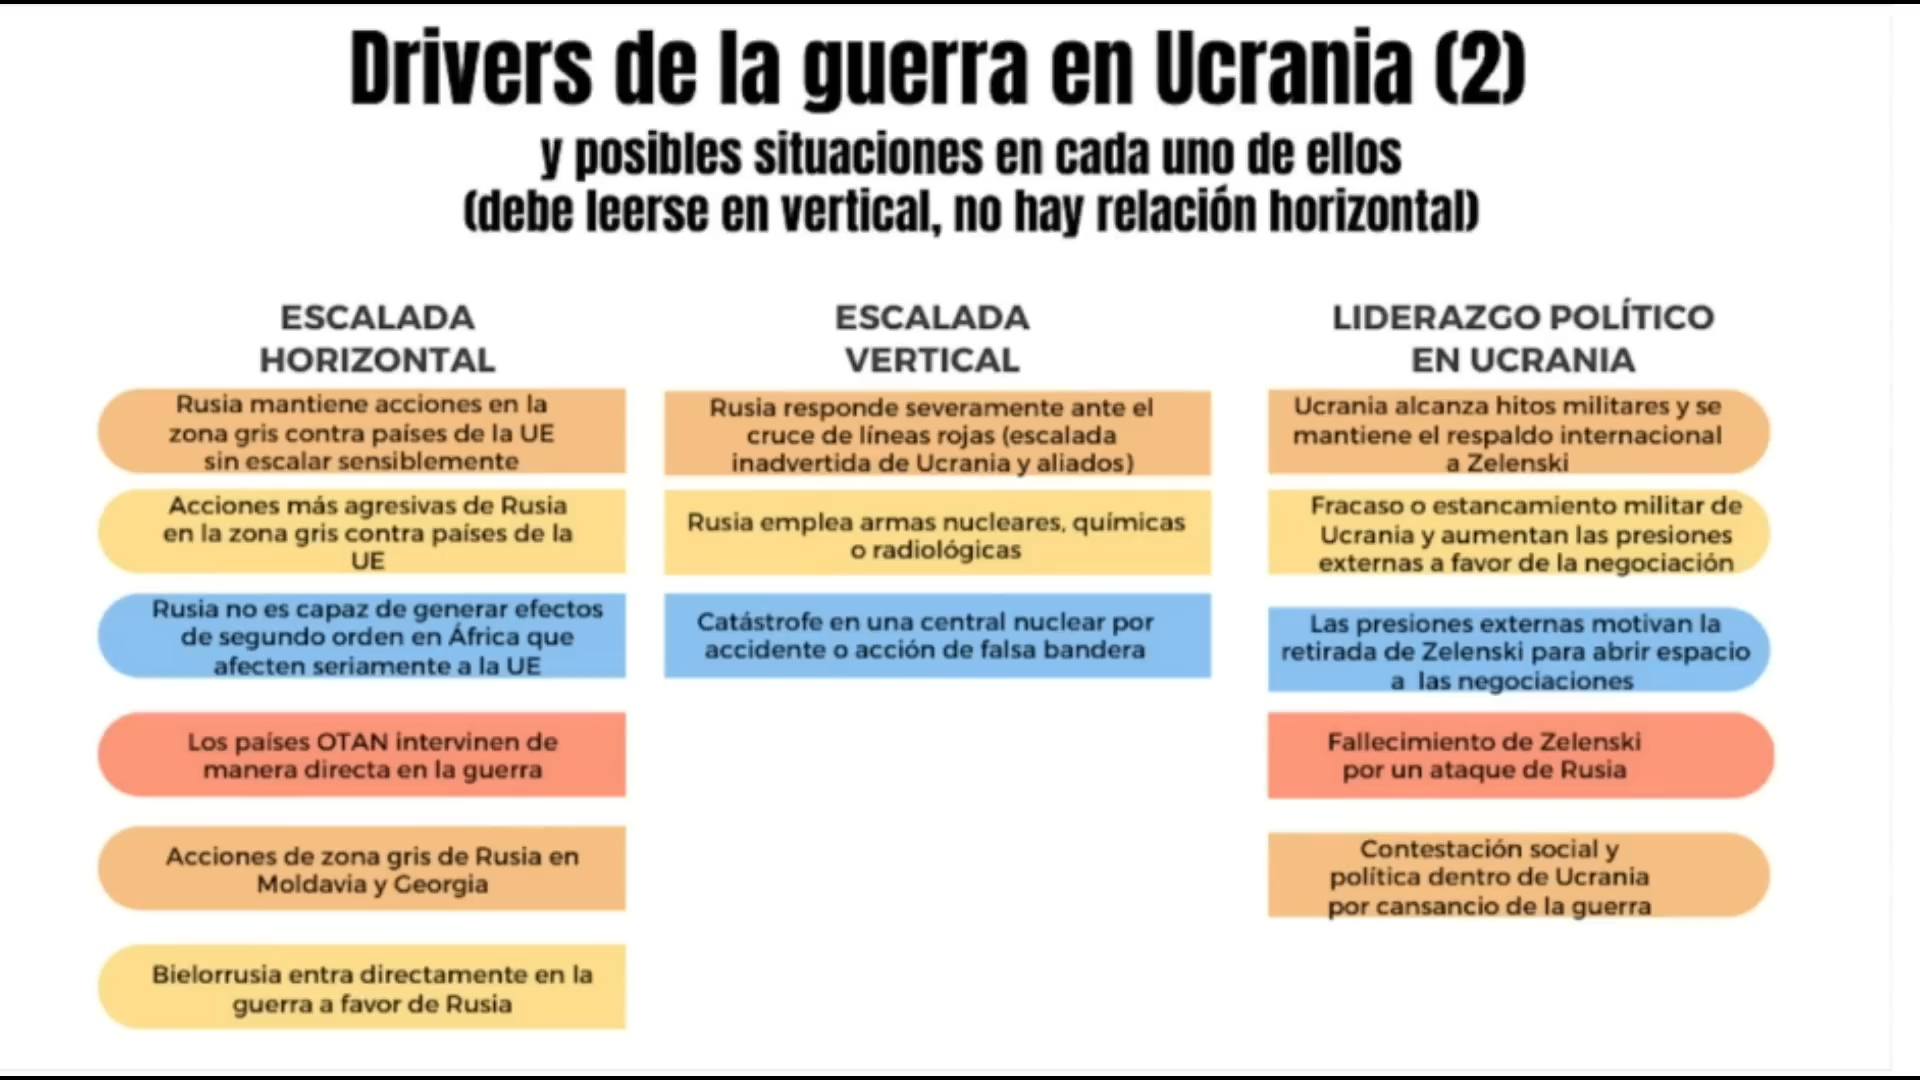 Drivers de la guerra en Ucrania (2)
y posibles situaciones en cada uno de ellos
(debe leerse en vertical, no hay relación horizontal)
ESCALADA
HORIZONTAL
Rusia mantiene acciones en la
zona gris contra países de la UE
sin escalar sensiblemente
Acciones más agresivas de Rusia
en la zona gris contra países de la
UE
Rusia no es capaz de generar efectos
de segundo orden en África que
afecten seriamente a la UE
Los países OTAN intervinen de
manera directa en la guerra
Acciones de zona gris de Rusia en
Moldavia y Georgia
Bielorrusia entra directamente en la
guerra a favor de Rusia
ESCALADA
VERTICAL
Rusia responde severamente ante el
cruce de líneas rojas (escalada
inadvertida de Ucrania y aliados)
Rusia emplea armas nucleares, químicas
o radiológicas
Catástrofe en una central nuclear por
accidente o acción de falsa bandera
LIDERAZGO POLÍTICO
EN UCRANIA
Ucrania alcanza hitos militares y se
mantiene el respaldo internacional
a Zelenski
Fracaso o estancamiento militar de
Ucrania y aumentan las presiones
externas a favor de la negociación
Las presiones externas motivan la
retirada de Zelenski para abrir espacio
a las negociaciones
Fallecimiento de Zelenski
por un ataque de Rusia
Contestación social y
política dentro de Ucrania
por cansancio de la guerra